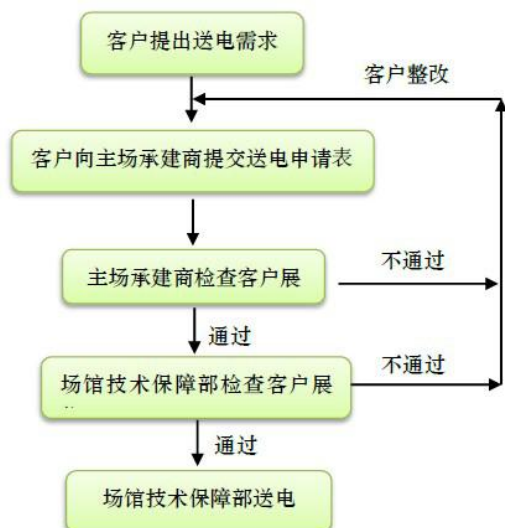 客户提出送电需求
客户整改
客户向主场承建商提交送电申请表
主场承建商检查客户展
不通过
通过
场馆技术保障部检查客户展
不通过
通过
场馆技术保障部送电